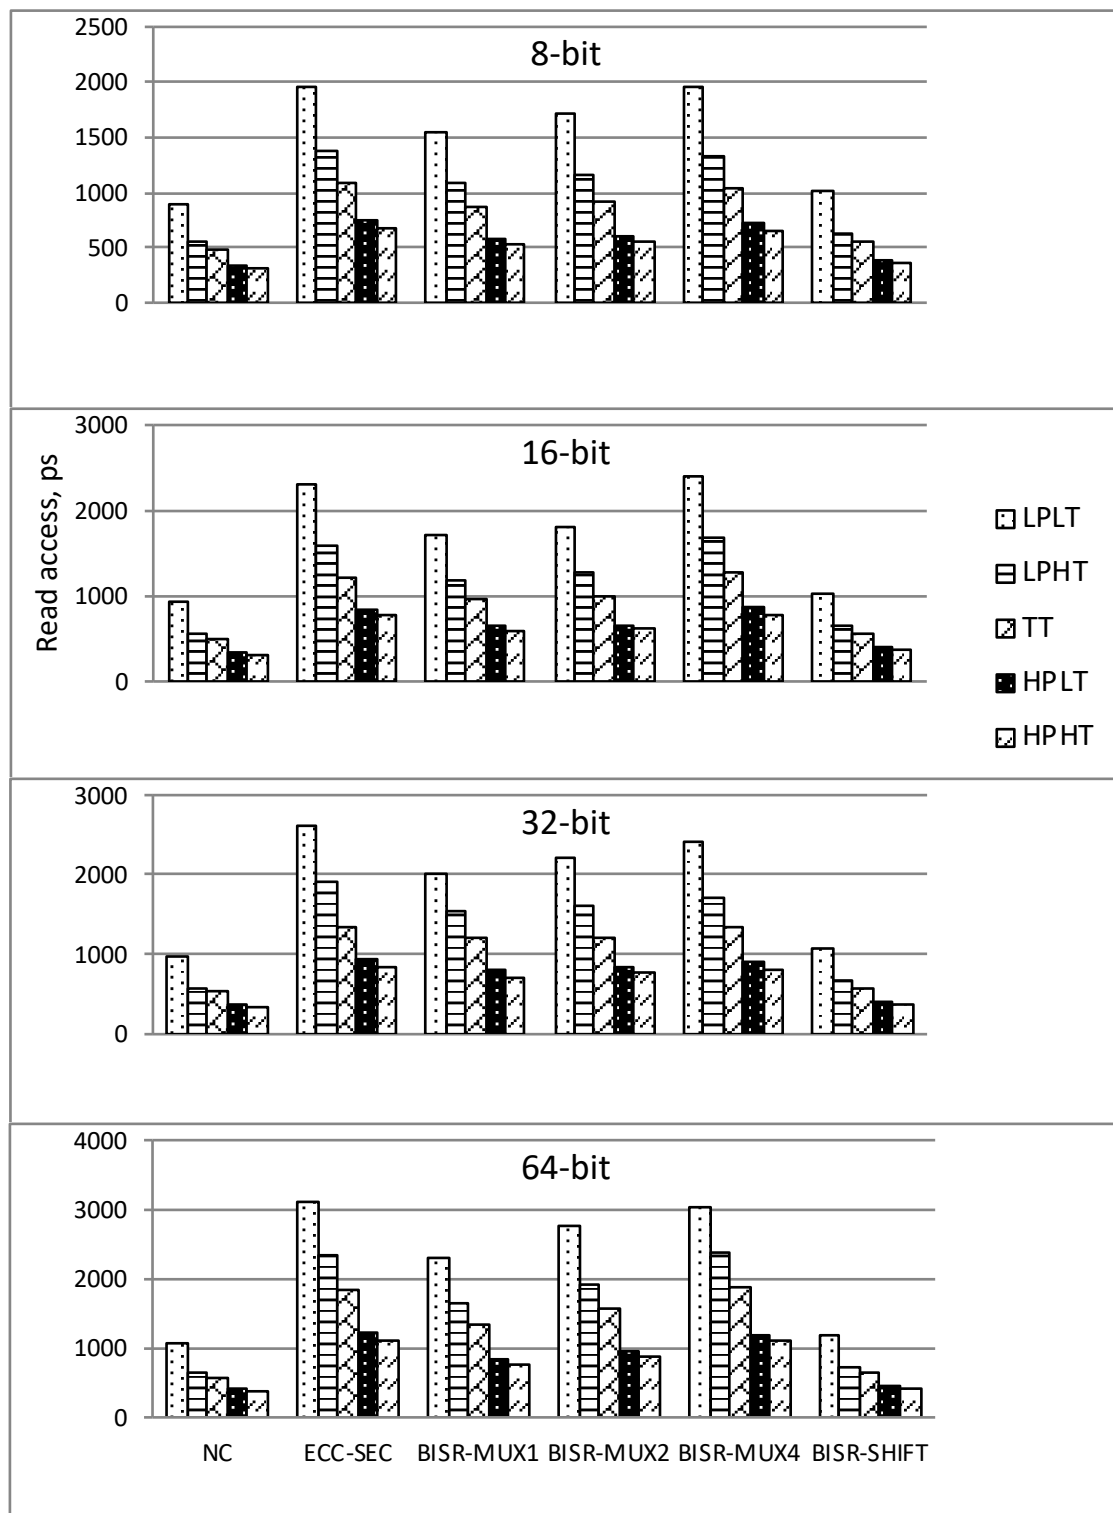 2500
8-bit
2000
1500
1000
500
0
3000
16-bit
2000
1000
0
Read access, ps
LPLT
LPHT
TT
HPLT
HPHT
3000
32-bit
2000
1000
0
4000
64-bit
3000
2000
1000
0
NC ECC-SEC BISR-MUX1 BISR-MUX2 BISR-MUX4 BISR-SHIFT